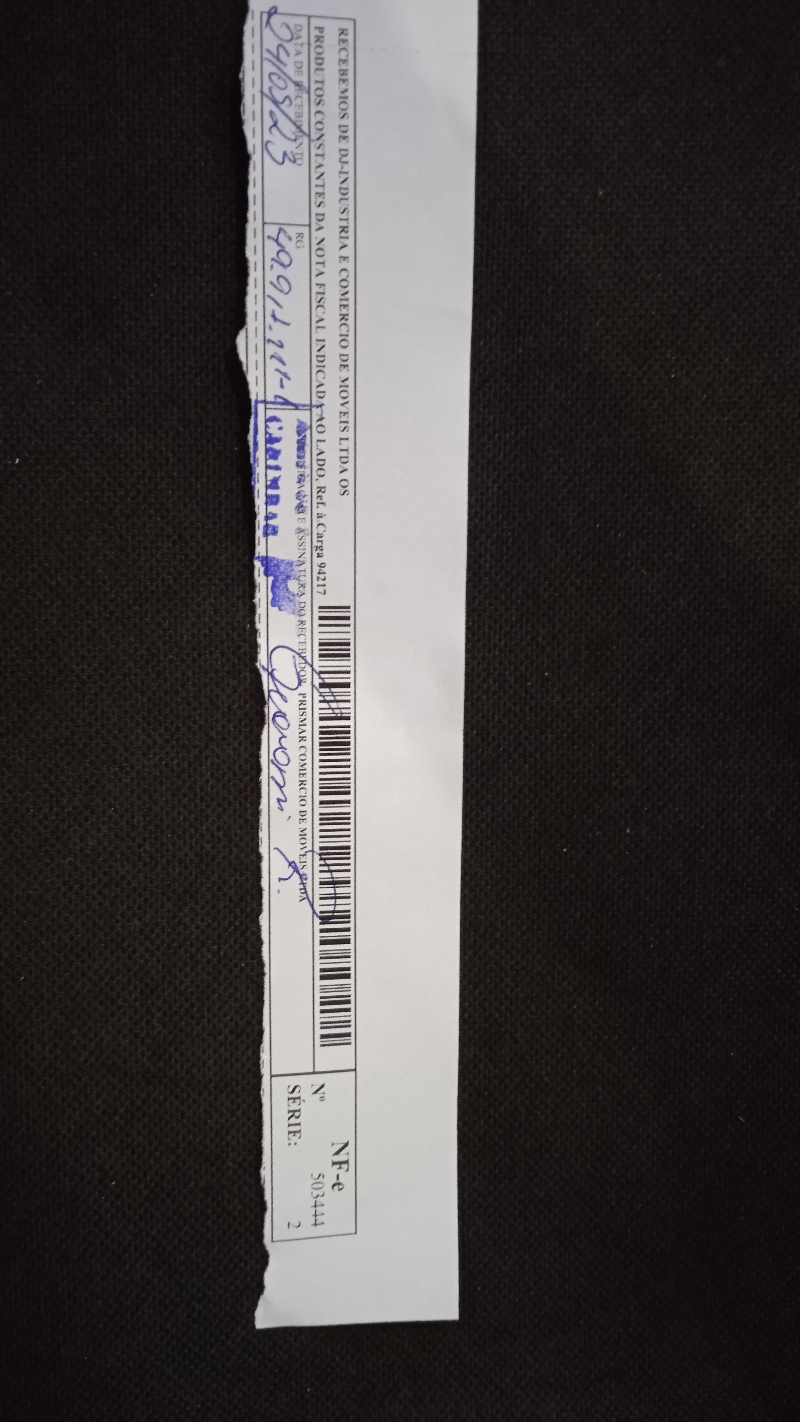 RECEBEMOS DE DJ-INDUSTRIA E COMERCIO DE MOVEIS LTDA OS
PRODUTOS CONSTANTES DA NOTA FISCAL INDICADA AO LADO, Ref. à Carga 94217
DATA DE RECEBIMENTO
24/03/23
RG
E ASSINATURA DO RECEBEDOR PRISMAR COMERCIO DE MOVEIS LTDA
NF-e
Nº 503444
SÉRIE: 2